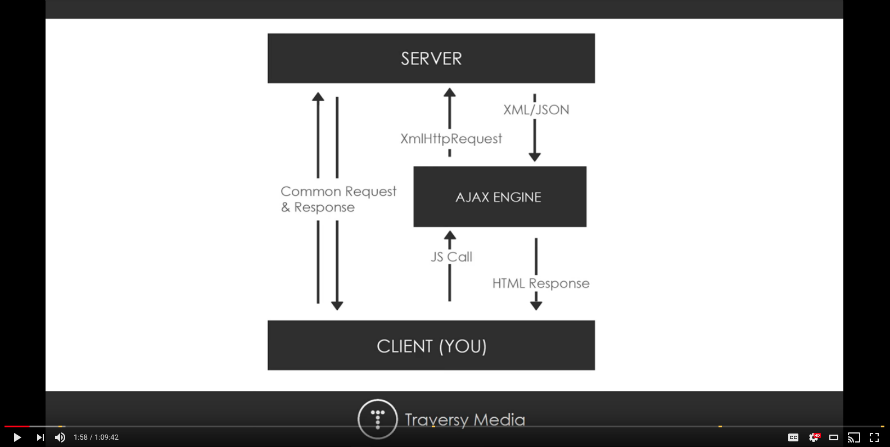 SERVER
XML/JSON
XmlHttpRequest
Common Request
& Response
AJAX ENGINE
JS Call
HTML Response
CLIENT (YOU)
Traversy Media
1:58 / 1:09:42
CC